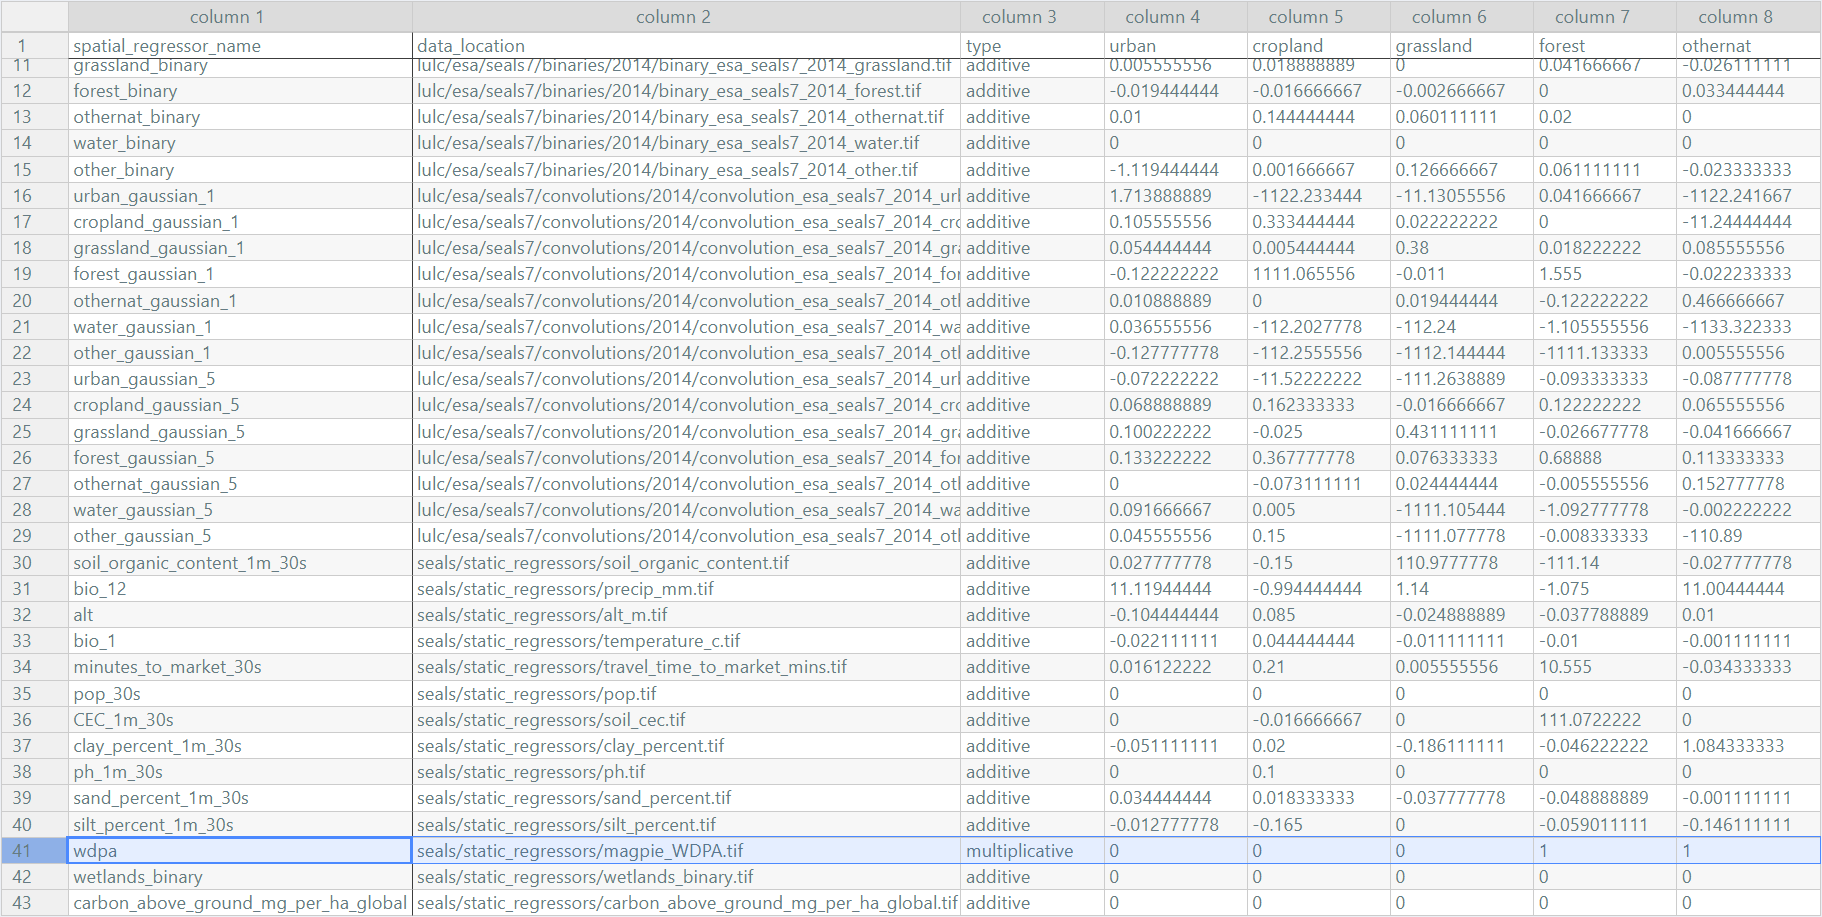 column 1 column 2 column 3 column 4 column 5 column 6 column 7 column 8
1 spatial_regressor_name data_location type urban cropland grassland forest othernat
11 grassland_binary lulc/esa/seals7/binaries/2014/binary_esa_seals7_2014_grassland.tif additive 0.005555556 0.018888889 0 0.041666667 -0.026111111
12 forest_binary lulc/esa/seals7/binaries/2014/binary_esa_seals7_2014_forest.tif additive -0.019444444 -0.016666667 -0.002666667 0 0.033444444
13 othernat_binary lulc/esa/seals7/binaries/2014/binary_esa_seals7_2014_othernat.tif additive 0.01 0.144444444 0.060111111 0.02 0
14 water_binary lulc/esa/seals7/binaries/2014/binary_esa_seals7_2014_water.tif additive 0 0 0 0 0
15 other_binary lulc/esa/seals7/binaries/2014/binary_esa_seals7_2014_other.tif additive -1.119444444 0.001666667 0.126666667 0.061111111 -0.023333333
16 urban_gaussian_1 lulc/esa/seals7/convolutions/2014/convolution_esa_seals7_2014_url additive 1.713888889 -1122.233444 -11.13055556 0.041666667 -1122.241667
17 cropland_gaussian_1 lulc/esa/seals7/convolutions/2014/convolution_esa_seals7_2014_cro additive 0.105555556 0.333444444 0.022222222 0 -11.24444444
18 grassland_gaussian_1 lulc/esa/seals7/convolutions/2014/convolution_esa_seals7_2014_gra additive 0.054444444 0.005444444 0.38 0.018222222 0.085555556
19 forest_gaussian_1 lulc/esa/seals7/convolutions/2014/convolution_esa_seals7_2014_for additive -0.122222222 1111.065556 -0.011 1.555 -0.022233333
20 othernat_gaussian_1 lulc/esa/seals7/convolutions/2014/convolution_esa_seals7_2014_otl additive 0.010888889 0 0.019444444 -0.122222222 0.466666667
21 water_gaussian_1 lulc/esa/seals7/convolutions/2014/convolution_esa_seals7_2014_wa additive 0.036555556 -112.2027778 -112.24 -1.105555556 -1133.322333
22 other_gaussian_1 lulc/esa/seals7/convolutions/2014/convolution_esa_seals7_2014_otl additive -0.127777778 -112.2555556 -1112.144444 -1111.133333 0.005555556
23 urban_gaussian_5 lulc/esa/seals7/convolutions/2014/convolution_esa_seals7_2014_url additive -0.072222222 -11.52222222 -111.2638889 -0.093333333 -0.087777778
24 cropland_gaussian_5 lulc/esa/seals7/convolutions/2014/convolution_esa_seals7_2014_cro additive 0.068888889 0.162333333 -0.016666667 0.122222222 0.065555556
25 grassland_gaussian_5 lulc/esa/seals7/convolutions/2014/convolution_esa_seals7_2014_gra additive 0.100222222 -0.025 0.431111111 -0.026677778 -0.041666667
26 forest_gaussian_5 lulc/esa/seals7/convolutions/2014/convolution_esa_seals7_2014_for additive 0.133222222 0.367777778 0.076333333 0.68888 0.113333333
27 othernat_gaussian_5 lulc/esa/seals7/convolutions/2014/convolution_esa_seals7_2014_otl additive 0 -0.073111111 0.024444444 -0.005555556 0.152777778
28 water_gaussian_5 lulc/esa/seals7/convolutions/2014/convolution_esa_seals7_2014_wa additive 0.091666667 0.005 -1111.105444 -1.092777778 -0.002222222
29 other_gaussian_5 lulc/esa/seals7/convolutions/2014/convolution_esa_seals7_2014_otl additive 0.045555556 0.15 -1111.077778 -0.008333333 -110.89
30 soil_organic_content_1m_30s seals/static_regressors/soil_organic_content.tif additive 0.027777778 -0.15 110.9777778 -111.14 -0.027777778
31 bio_12 seals/static_regressors/precip_mm.tif additive 11.11944444 -0.994444444 1.14 -1.075 11.00444444
32 alt seals/static_regressors/alt_m.tif additive -0.104444444 0.085 -0.024888889 -0.037788889 0.01
33 bio_1 seals/static_regressors/temperature_c.tif additive -0.022111111 0.044444444 -0.011111111 -0.01 -0.001111111
34 minutes_to_market_30s seals/static_regressors/travel_time_to_market_mins.tif additive 0.016122222 0.21 0.005555556 10.555 -0.034333333
35 pop_30s seals/static_regressors/pop.tif additive 0 0 0 0 0
36 CEC_1m_30s seals/static_regressors/soil_cec.tif additive 0 -0.016666667 0 111.0722222 0
37 clay_percent_1m_30s seals/static_regressors/clay_percent.tif additive -0.051111111 0.02 -0.186111111 -0.046222222 1.084333333
38 ph_1m_30s seals/static_regressors/ph.tif additive 0 0.1 0 0 0
39 sand_percent_1m_30s seals/static_regressors/sand_percent.tif additive 0.034444444 0.018333333 -0.037777778 -0.048888889 -0.001111111
40 silt_percent_1m_30s seals/static_regressors/silt_percent.tif additive -0.012777778 -0.165 0 -0.059011111 -0.146111111
41 wdpa seals/static_regressors/magpie_WDPA.tif multiplicative 0 0 0 1 1
42 wetlands_binary seals/static_regressors/wetlands_binary.tif additive 0 0 0 0 0
43 carbon_above_ground_mg_per_ha_global seals/static_regressors/carbon_above_ground_mg_per_ha_global.tif additive 0 0 0 0 0